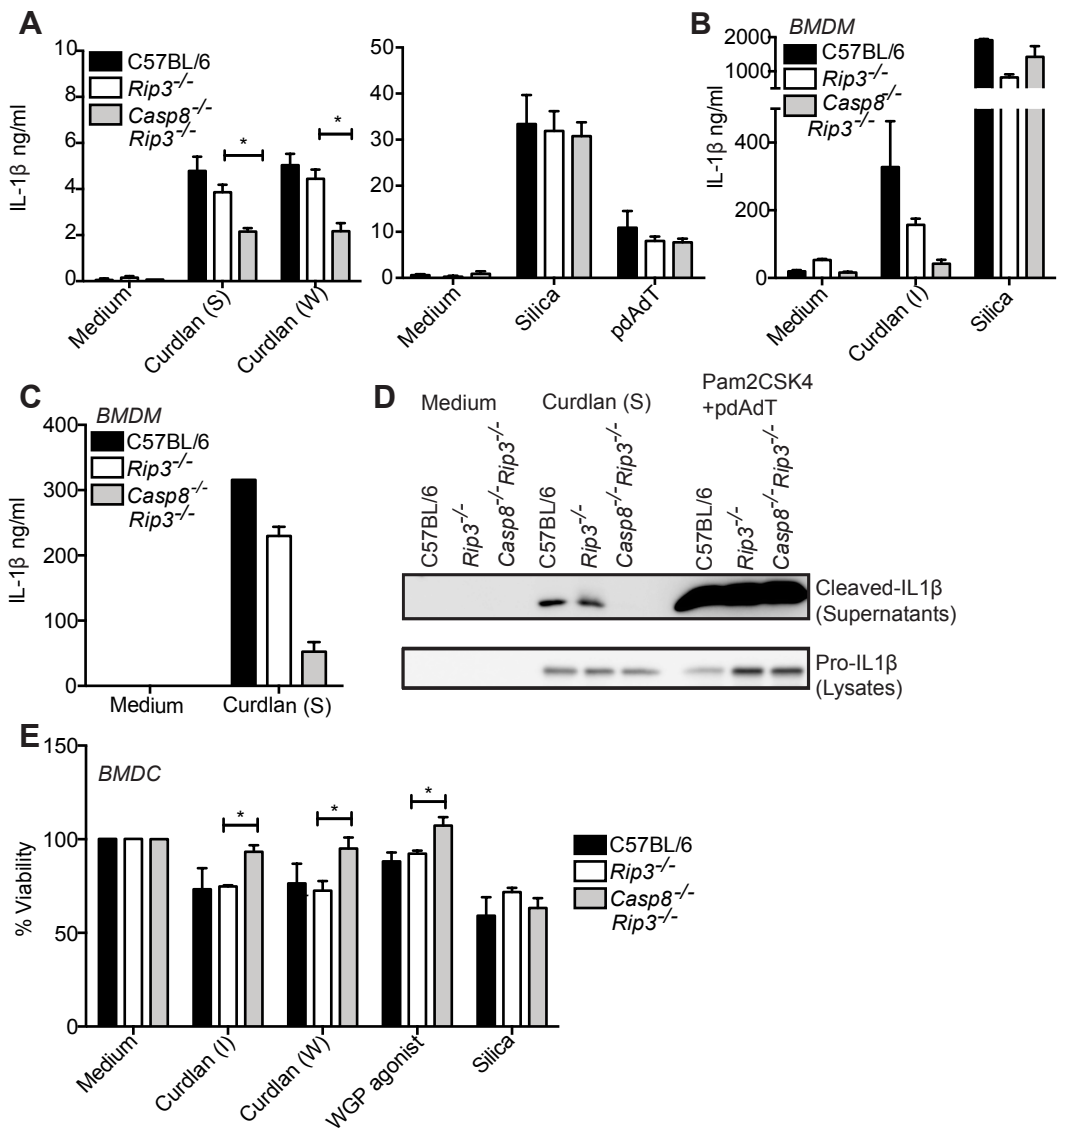 A
IL-1β ng/ml
10
8
6
4
2
0
C57BL/6
Rip3-/-
Casp8-/-
Rip3-/-
*
*
Medium
Curdlan (S)
Curdlan (W)
50
40
30
20
10
0
Medium
Silica
pdAdT
B
BMDM
IL-1β ng/ml
2000
1000
400
200
0
C57BL/6
Rip3-/-
Casp8-/-
Rip3-/-
Medium
Curdlan (I)
Silica
C
BMDM
IL-1β ng/ml
400
300
200
100
0
C57BL/6
Rip3-/-
Casp8-/-
Rip3-/-
Medium
Curdlan (S)
D
Medium
Curdlan (S)
Pam2CSK4
+pdAdT
C57BL/6
Rip3-/-
Casp8-/-Rip3-/-
C57BL/6
Rip3-/-
Casp8-/-Rip3-/-
C57BL/6
Rip3-/-
Casp8-/-Rip3-/-
Cleaved-IL1β
(Supernatants)
Pro-IL1β
(Lysates)
E
BMDC
% Viability
150
100
50
0
*
*
*
Medium
Curdlan (I)
Curdlan (W)
WGP agonist
Silica
C57BL/6
Rip3-/-
Casp8-/-
Rip3-/-